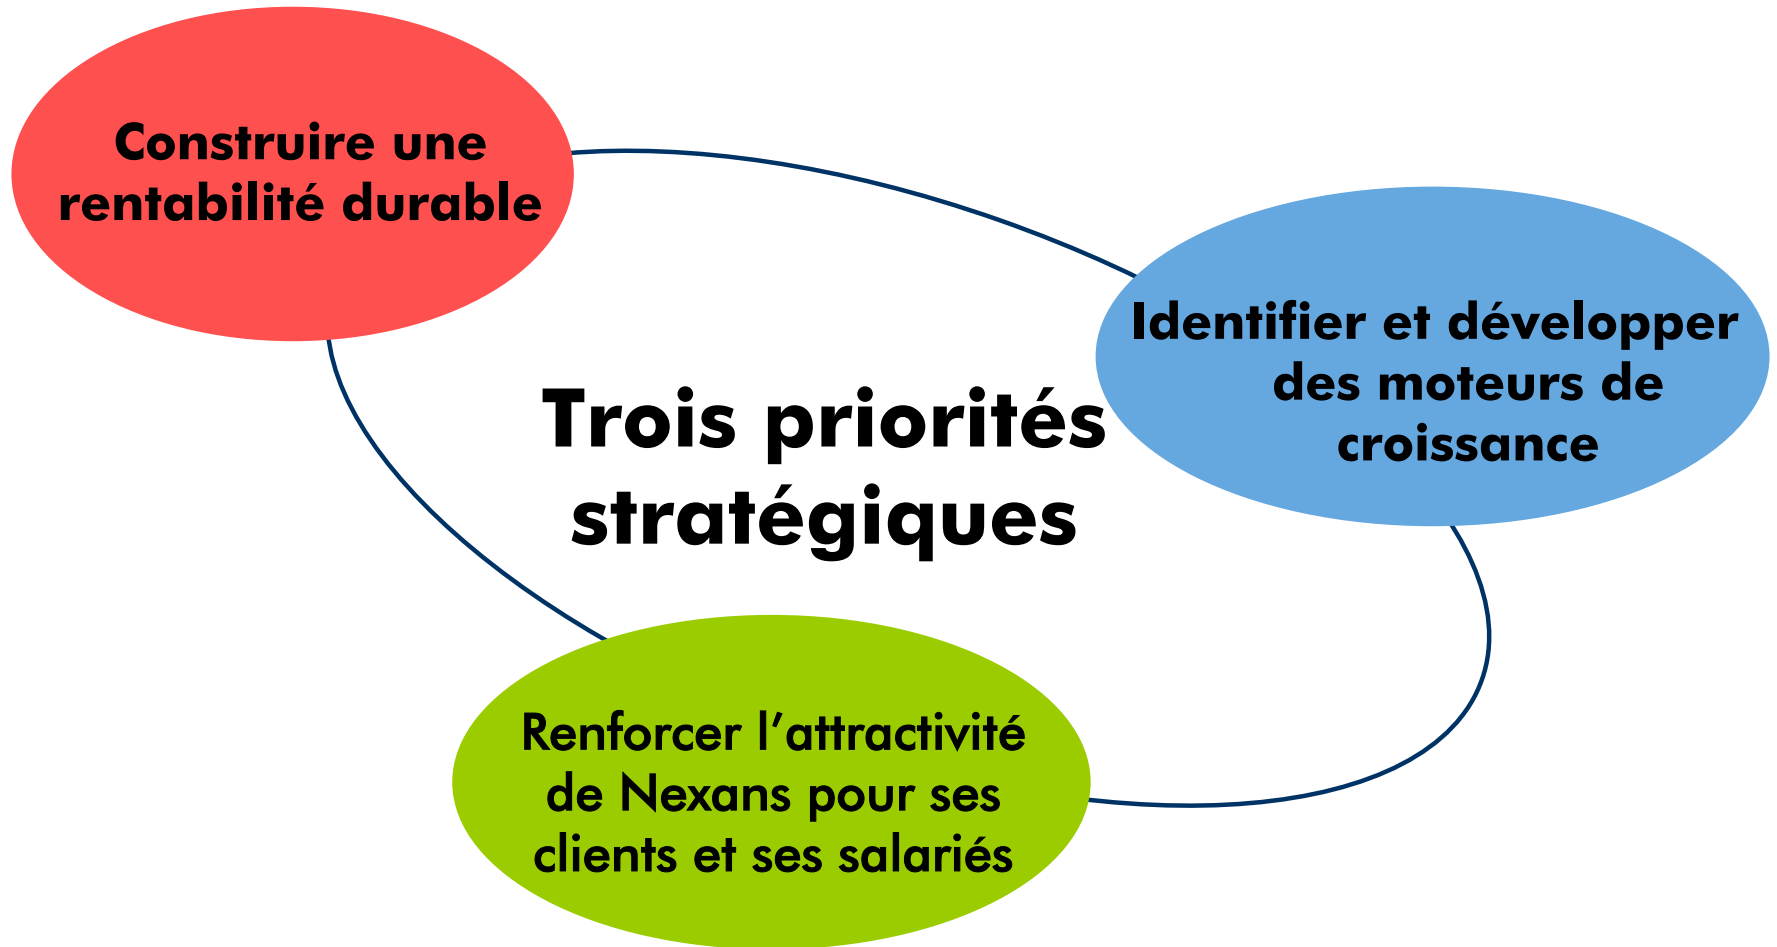 Construire une
rentabilité durable
Identifier et développer
des moteurs de
croissance
Trois priorités
stratégiques
Renforcer l’attractivité
de Nexans pour ses
clients et ses salariés